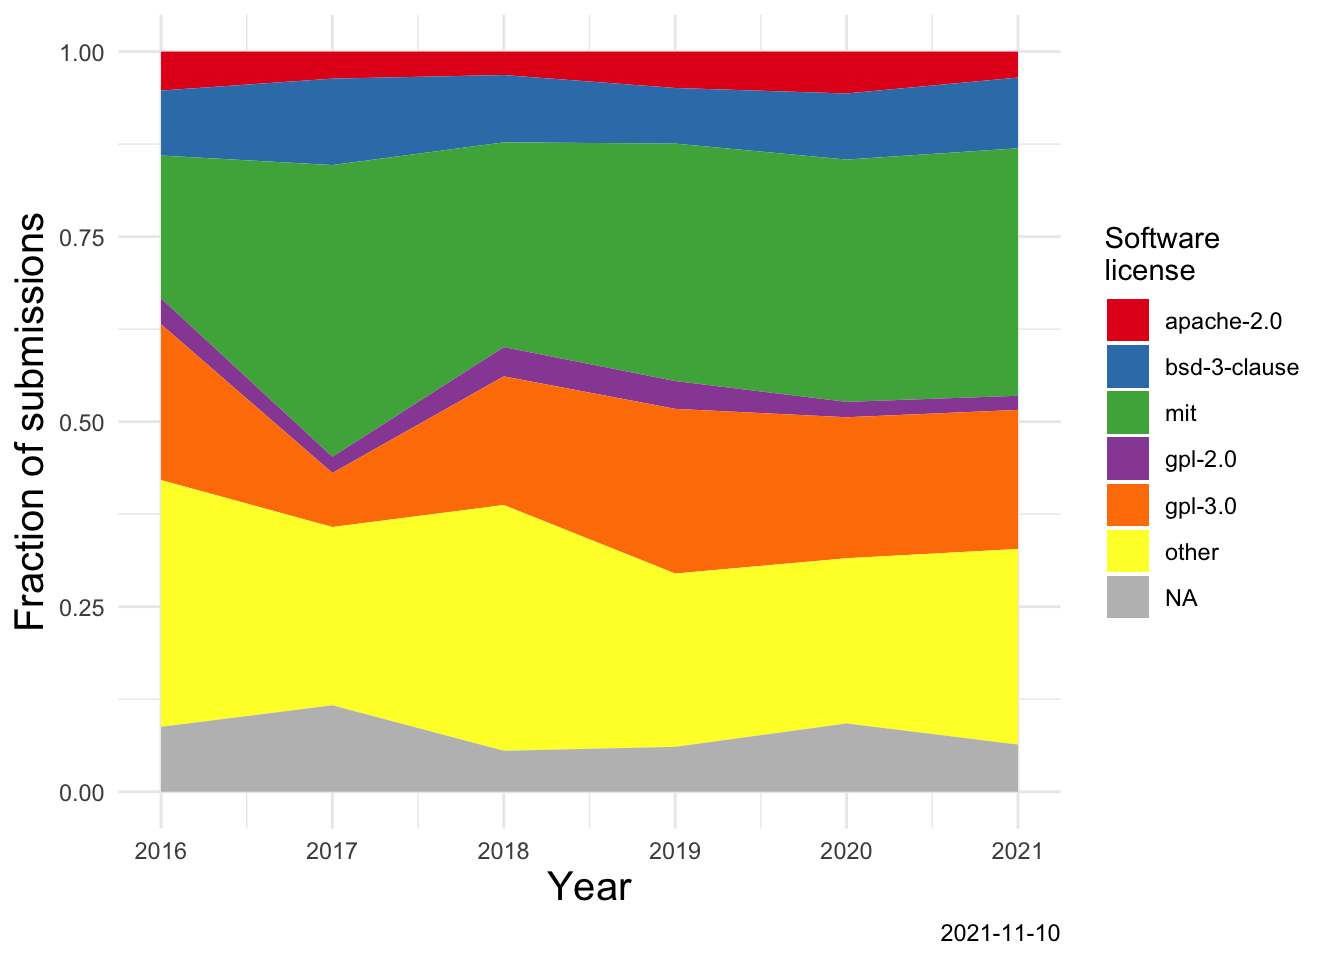 Fraction of submissions
1.00
0.75
0.50
0.25
0.00
2016 2017 2018 2019 2020 2021
Year
Software
license
apache-2.0
bsd-3-clause
mit
gpl-2.0
gpl-3.0
other
NA
2021-11-10